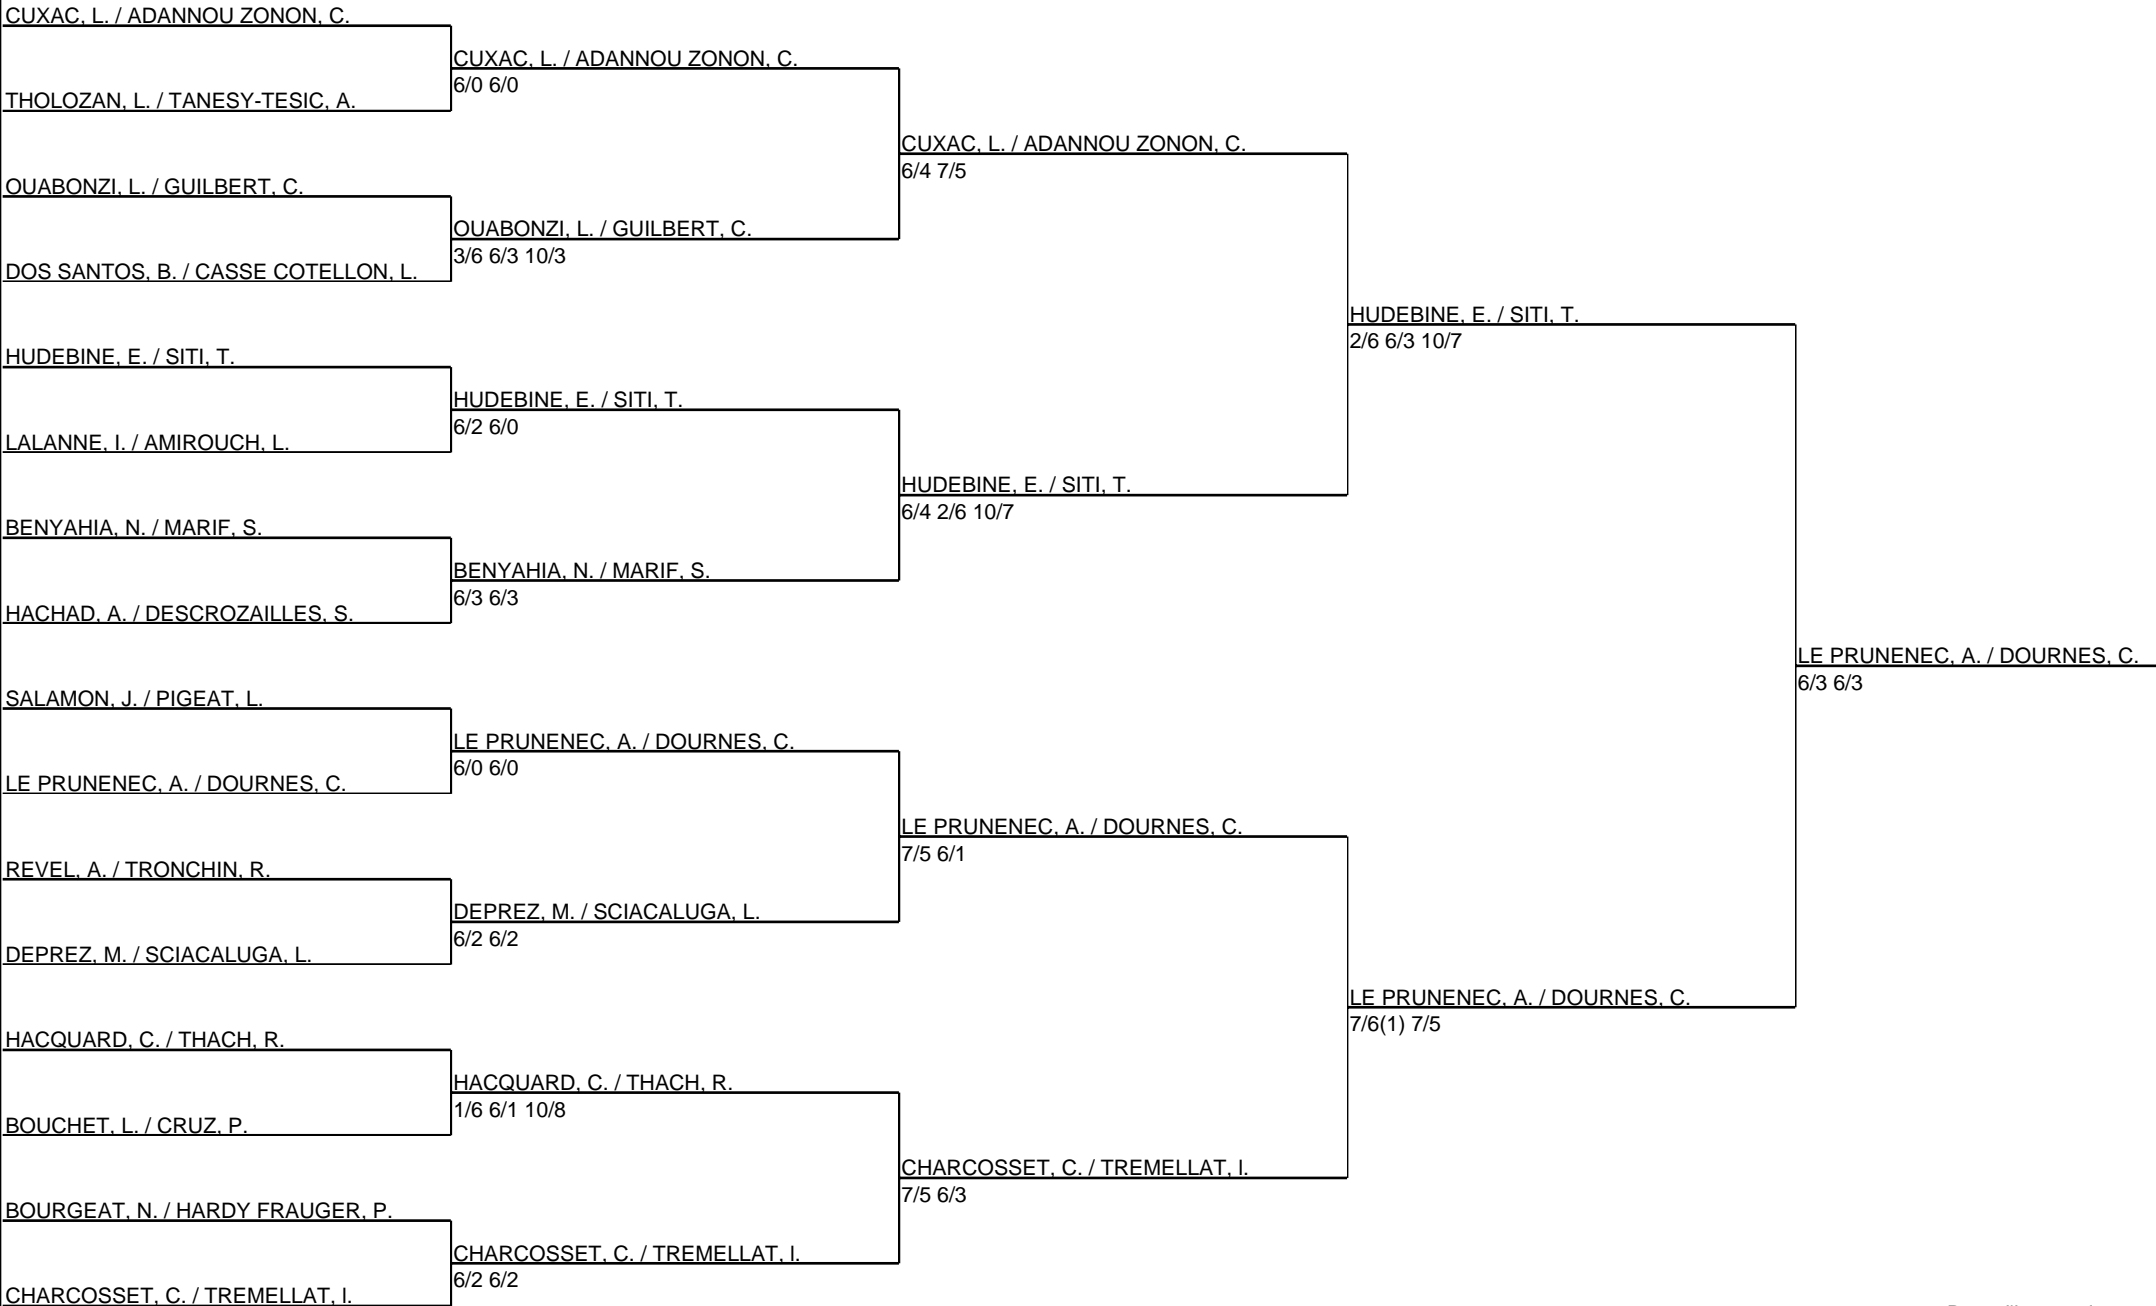 CUXAC, L. / ADANNOU ZONON, C.
CUXAC, L. / ADANNOU ZONON, C.
6/0 6/0
THOLOZAN, L. / TANESY-TESIC, A.
CUXAC, L. / ADANNOU ZONON, C.
6/4 7/5
OUABONZI, L. / GUILBERT, C.
OUABONZI, L. / GUILBERT, C.
3/6 6/3 10/3
DOS SANTOS, B. / CASSE COTELLON, L.
HUDEBINE, E. / SITI, T.
2/6 6/3 10/7
HUDEBINE, E. / SITI, T.
HUDEBINE, E. / SITI, T.
6/2 6/0
LALANNE, I. / AMIROUCH, L.
HUDEBINE, E. / SITI, T.
6/4 2/6 10/7
BENYAHIA, N. / MARIF, S.
BENYAHIA, N. / MARIF, S.
6/3 6/3
HACHAD, A. / DESCROZAILLES, S.
LE PRUNENEC, A. / DOURNES, C.
6/3 6/3
SALAMON, J. / PIGEAT, L.
LE PRUNENEC, A. / DOURNES, C.
6/0 6/0
LE PRUNENEC, A. / DOURNES, C.
LE PRUNENEC, A. / DOURNES, C.
7/5 6/1
REVEL, A. / TRONCHIN, R.
DEPREZ, M. / SCIACALUGA, L.
6/2 6/2
DEPREZ, M. / SCIACALUGA, L.
LE PRUNENEC, A. / DOURNES, C.
7/6(1) 7/5
HACQUARD, C. / THACH, R.
HACQUARD, C. / THACH, R.
1/6 6/1 10/8
BOUCHET, L. / CRUZ, P.
CHARCOSSET, C. / TREMELLAT, I.
7/5 6/3
BOURGEAT, N. / HARDY FRAUGER, P.
CHARCOSSET, C. / TREMELLAT, I.
6/2 6/2
CHARCOSSET, C. / TREMELLAT, I.